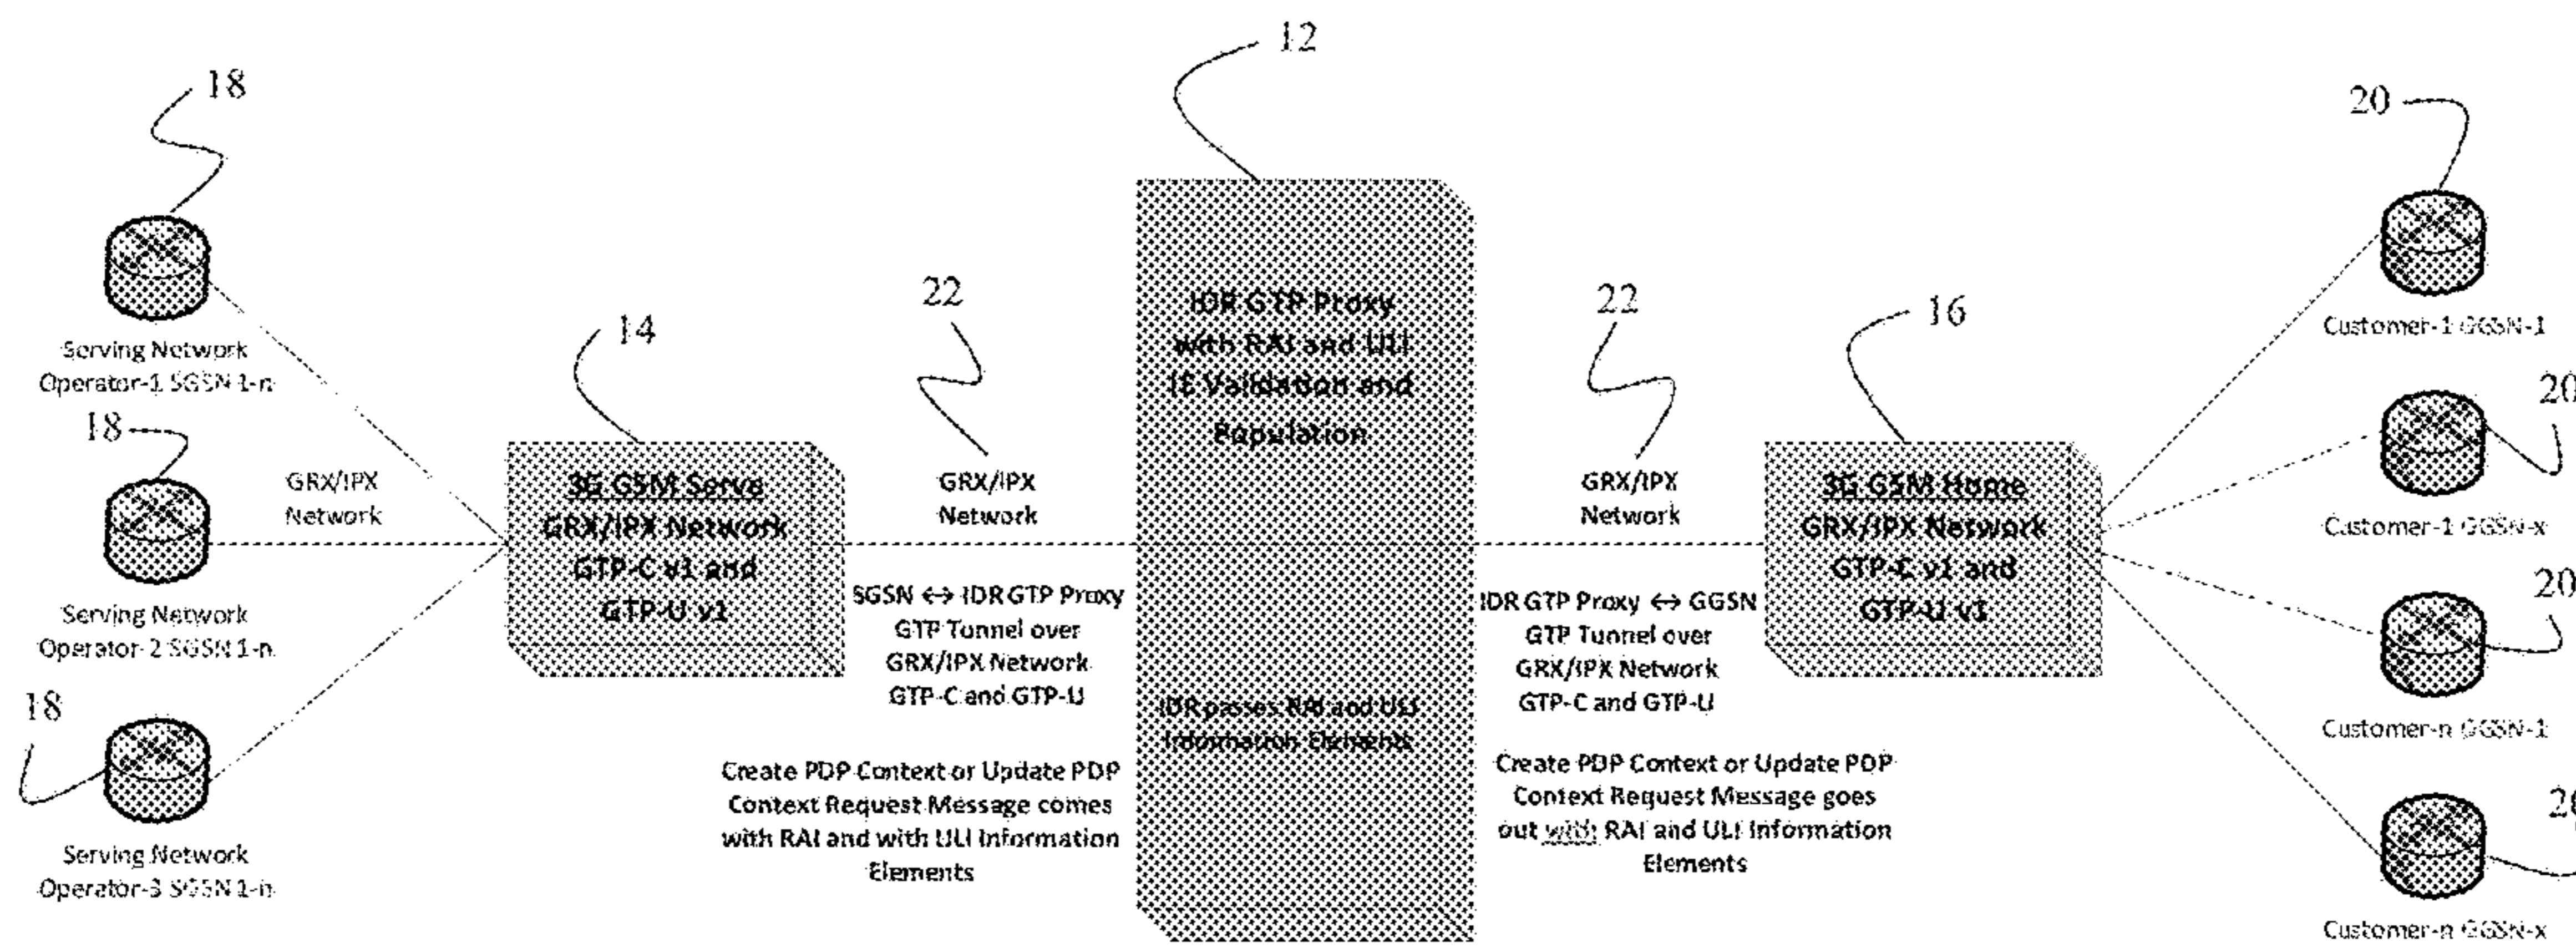 12
18
20
Serving Network
Operator-1 SGSN 1-n
18
GRX/IPX
Network
Serving Network
Operator-2 SGSN 1-n
18
Serving Network
Operator-3 SGSN 1-n
14
3G GSM Serve
GRX/IPX Network
GTP-C v1 and
GTP-U v1
22
GRX/IPX
Network
SGSN ↔ IDR GTP Proxy
GTP Tunnel over
GRX/IPX Network
GTP-C and GTP-U
Create PDP Context or Update PDP
Context Request Message comes
with RAI and with ULI Information
Elements
IDR GTP Proxy
with RAI and ULI
IE Validation and
Population
IDR passes RAI and ULI
Information Elements
22
GRX/IPX
Network
IDR GTP Proxy ↔ GGSN
GTP Tunnel over
GRX/IPX Network
GTP-C and GTP-U
Create PDP Context or Update PDP
Context Request Message goes
out with RAI and ULI Information
Elements
16
3G GSM Home
GRX/IPX Network
GTP-C v1 and
GTP-U v1
Customer-1 GGSN-1
20
Customer-1 GGSN-x
20
Customer-n GGSN-1
Customer-n GGSN-x